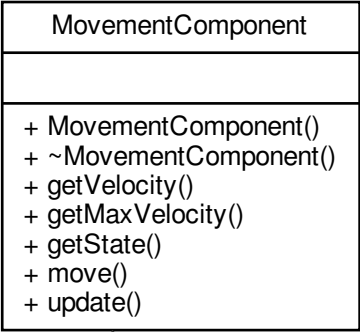 MovementComponent
+ MovementComponent()
+ ~MovementComponent()
+ getVelocity()
+ getMaxVelocity()
+ getState()
+ move()
+ update()